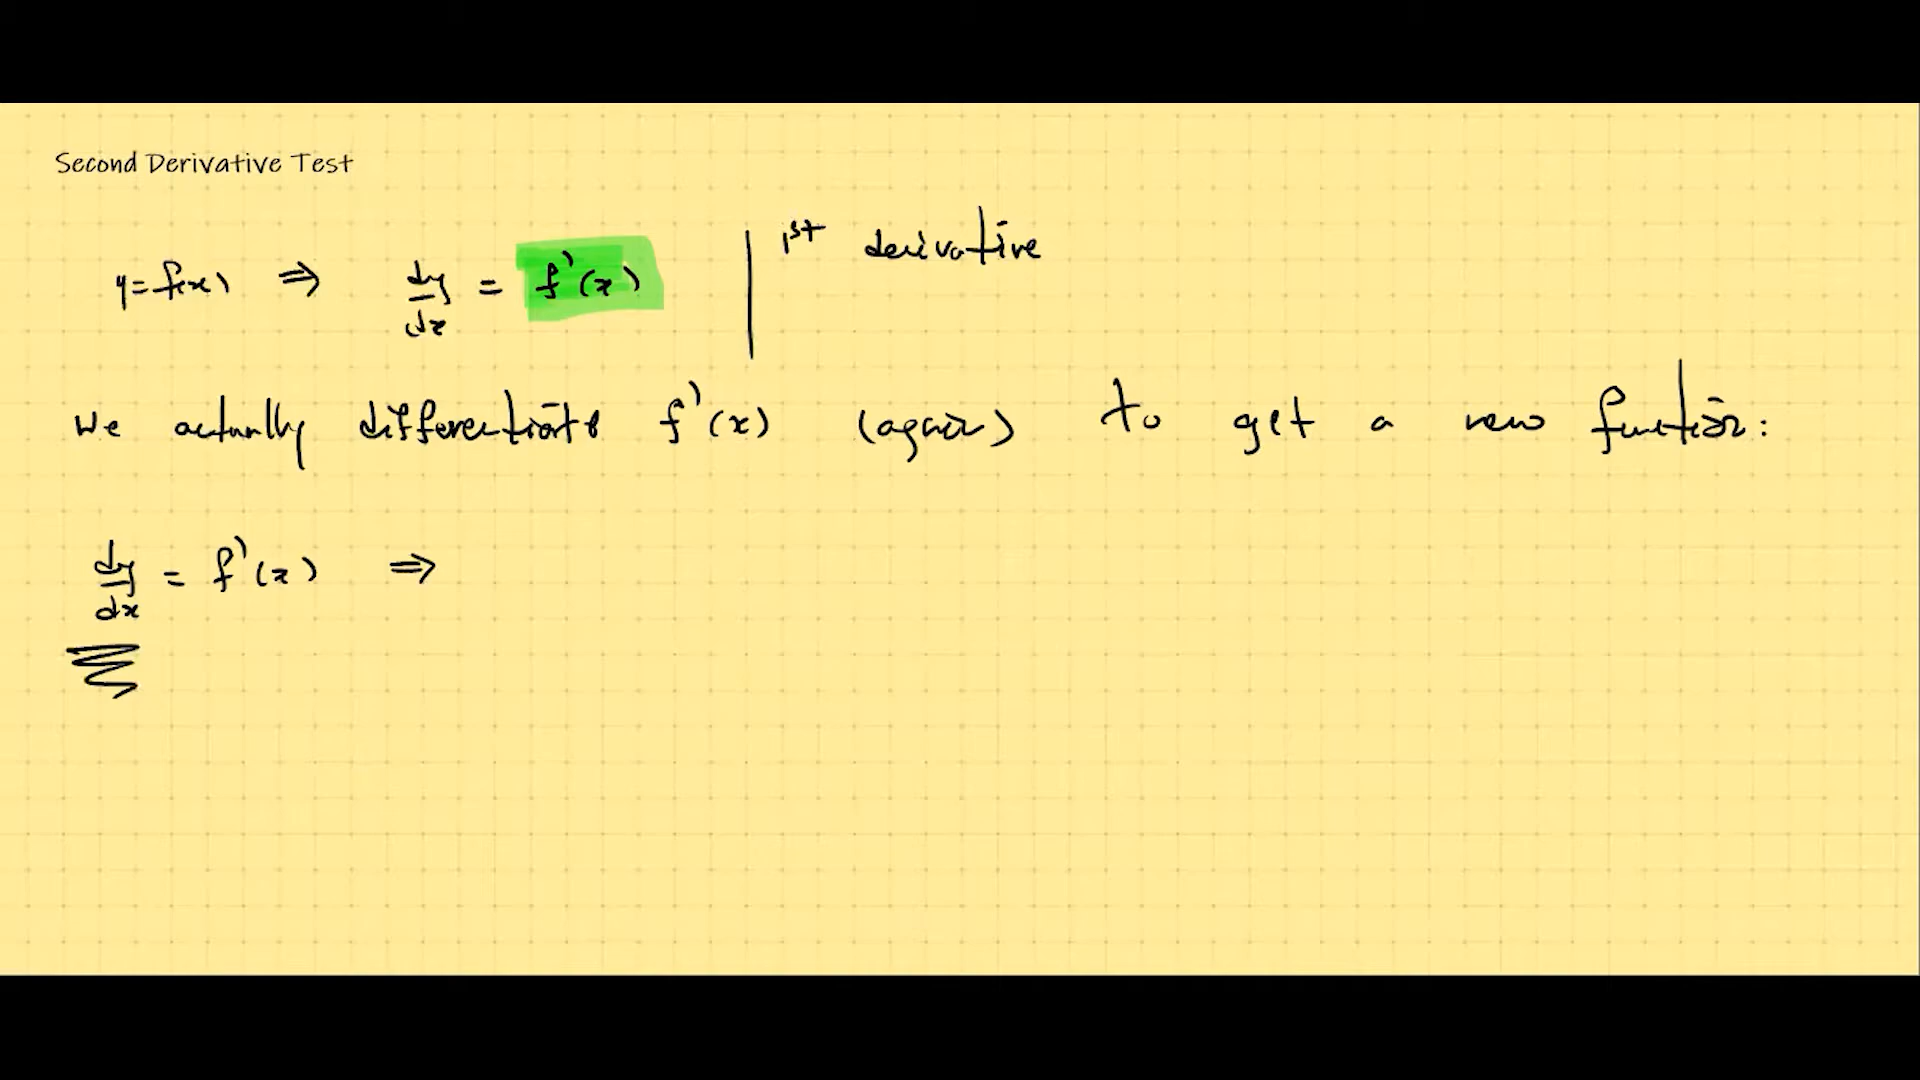 Second Derivative Test
y = f(x) ⇒ dy/dx = f'(x) | 1st derivative
We actually differentiate f'(x) (again) to get a new function:
dy/dx = f'(x) ⇒